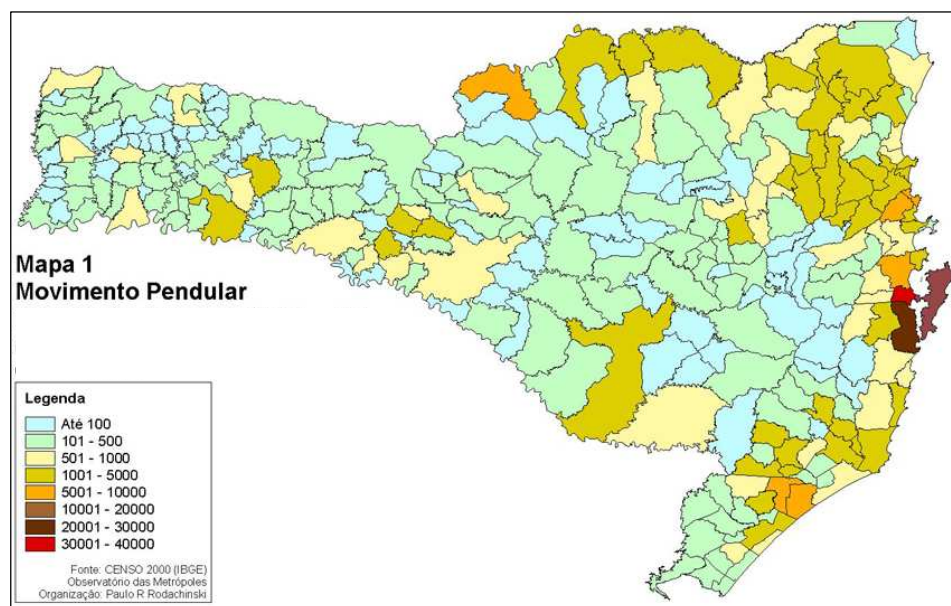 Mapa 1
Movimento Pendular
Legenda
Até 100
101 - 500
501 - 1000
1001 - 5000
5001 - 10000
10001 - 20000
20001 - 30000
30001 - 40000
Fonte: CENSO 2000 (IBGE)
Observatório das Metrópoles
Organização: Paulo R Rodachinski